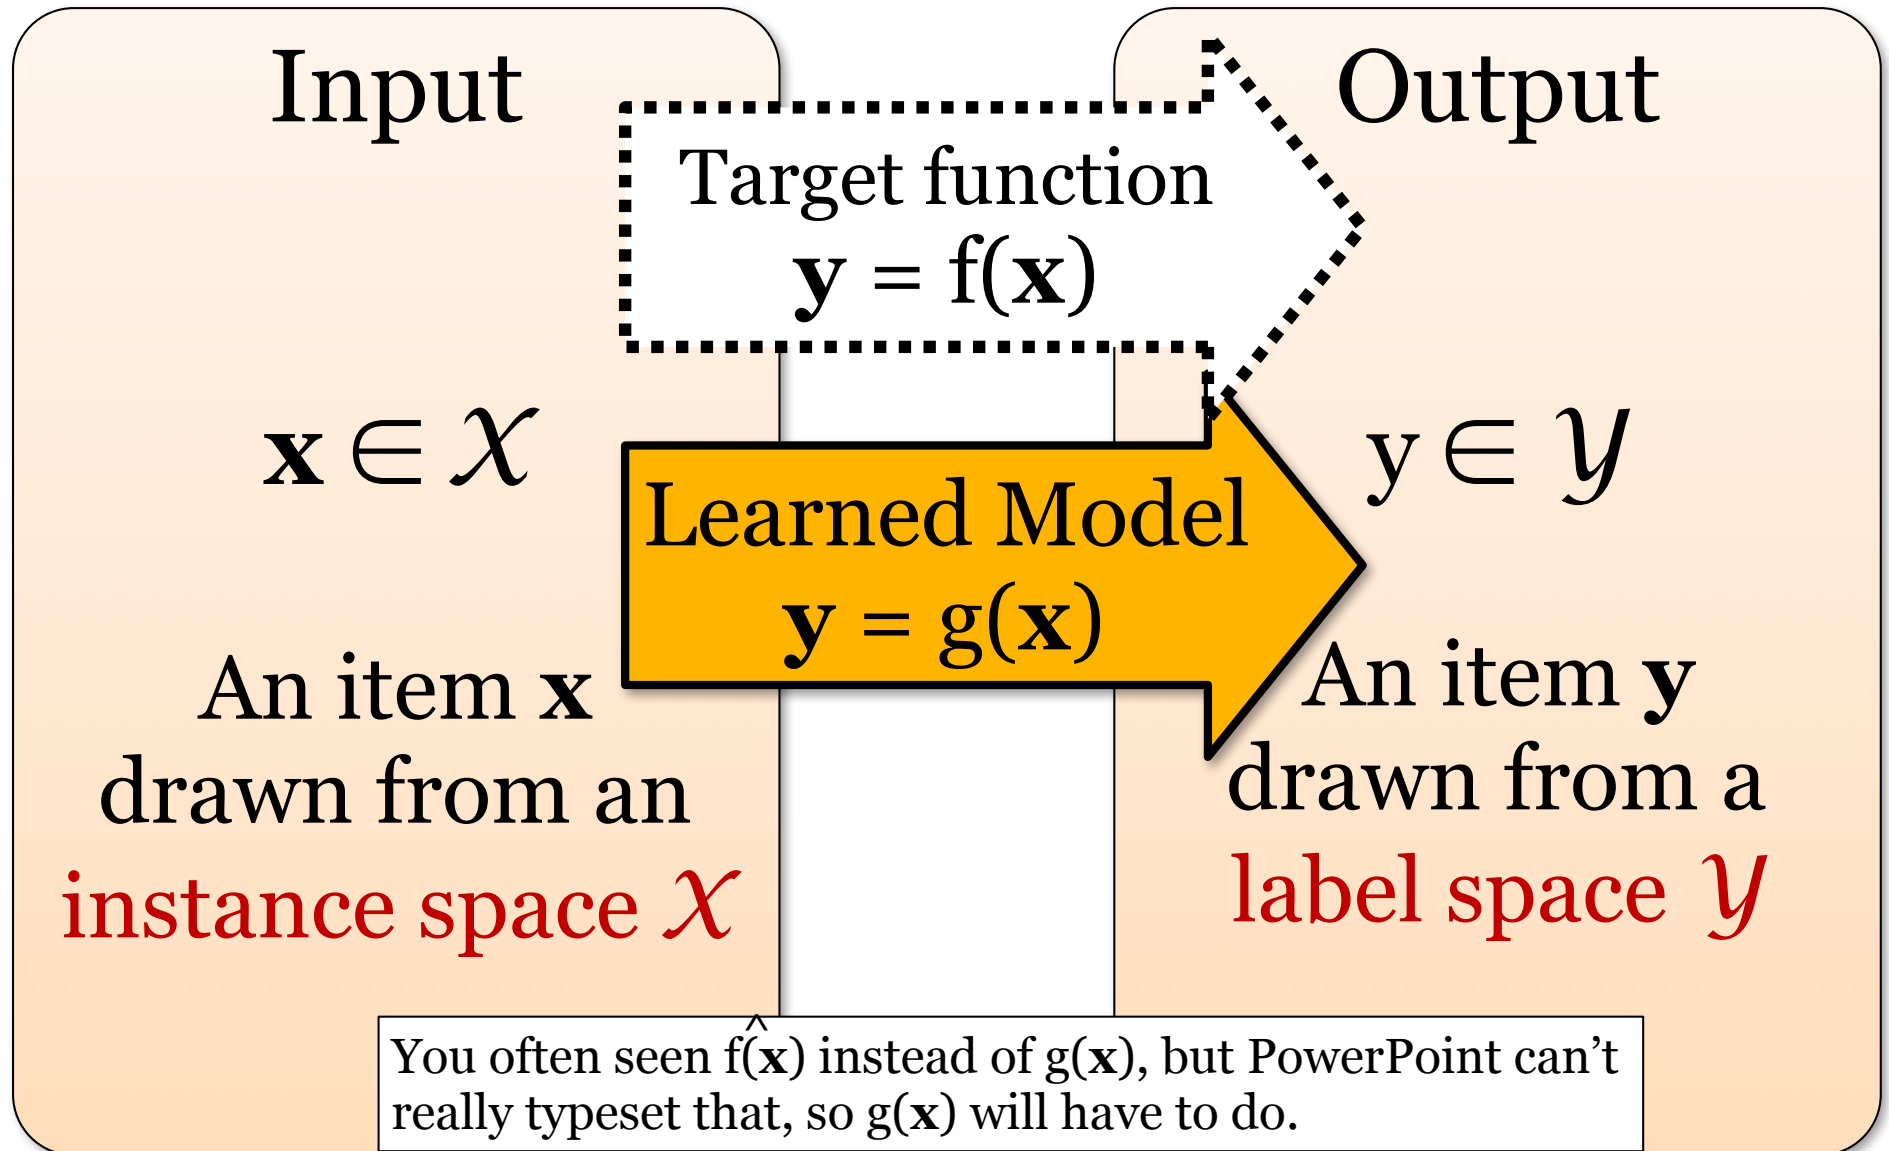 Input
x ∈ 𝒳
An item x
drawn from an
instance space 𝒳
Target function
y = f(x)
Learned Model
y = g(x)
Output
y ∈ 𝒴
An item y
drawn from a
label space 𝒴
You often seen f̂(x) instead of g(x), but PowerPoint can’t
really typeset that, so g(x) will have to do.